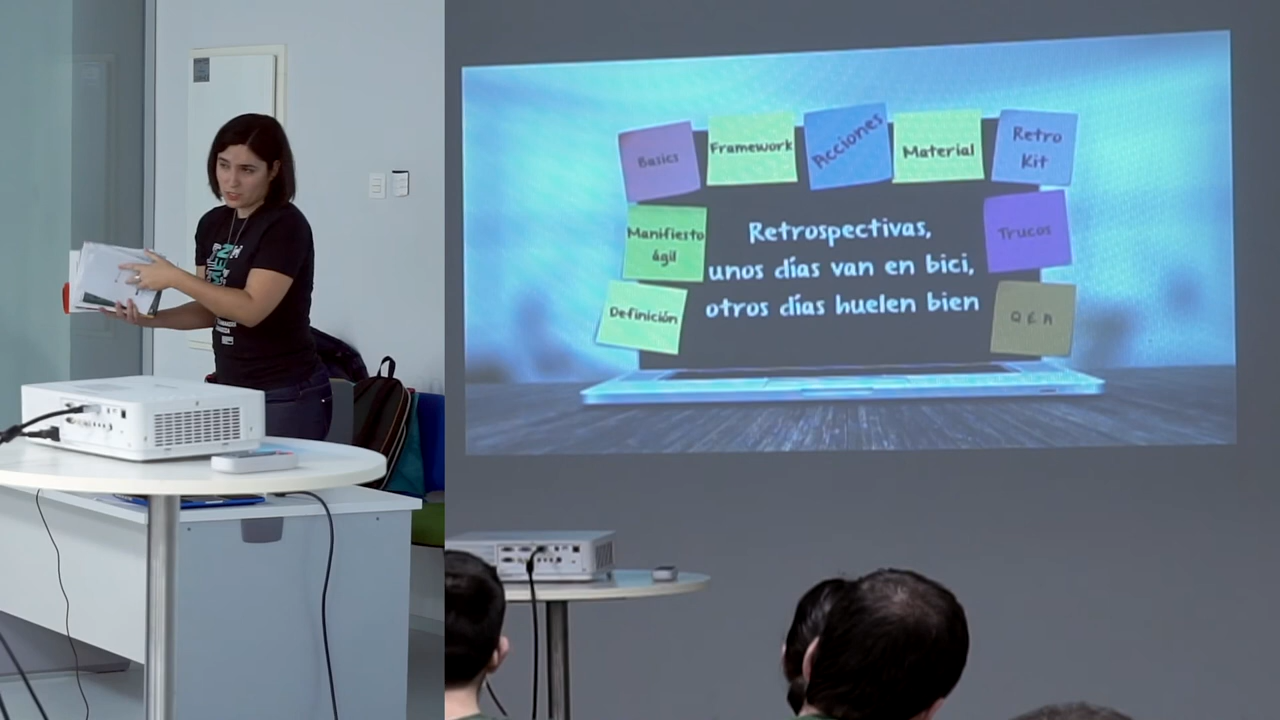 Basics
Framework
Acciones
Material
Retro
Kit
Manifiesto
ágil
Trucos
Definición
Q & A
Retrospectivas,
unos días van en bici,
otros días huelen bien